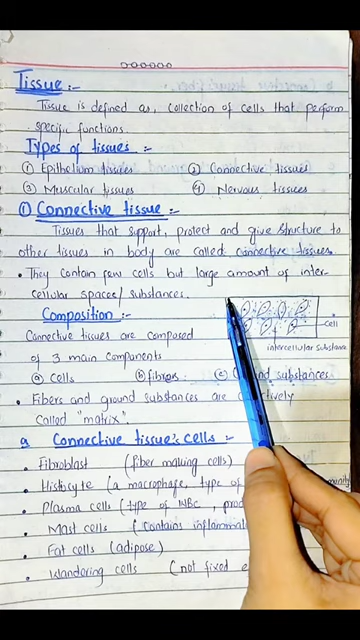 Tissue:-
Tissue is defined as, collection of cells that perform
specific functions.
Types of tissues:-
① Epithelium tissues ② Connective tissues
③ Muscular tissues ④ Nervous tissues
① Connective tissue:-
Tissues that support, protect and give structure to
other tissues in body are called connective tissues.
• They contain few cells but large amount of inter-
cellular spaces/substances.
Composition:-
Connective tissues are composed
of 3 main components
cell
intercellular substance
ⓐ cells ⓑ fibrous ⓒ substances
• Fibers and ground substances are
called "matrix".
a Connective tissue's cells:-
• Fibroblast (fiber making cells)
• Histocyte (a macrophage, type of
• Plasma cells (type of WBC,
• Mast cells (contains
• Fat cells (adipose)
• Wandering cells (not fixed